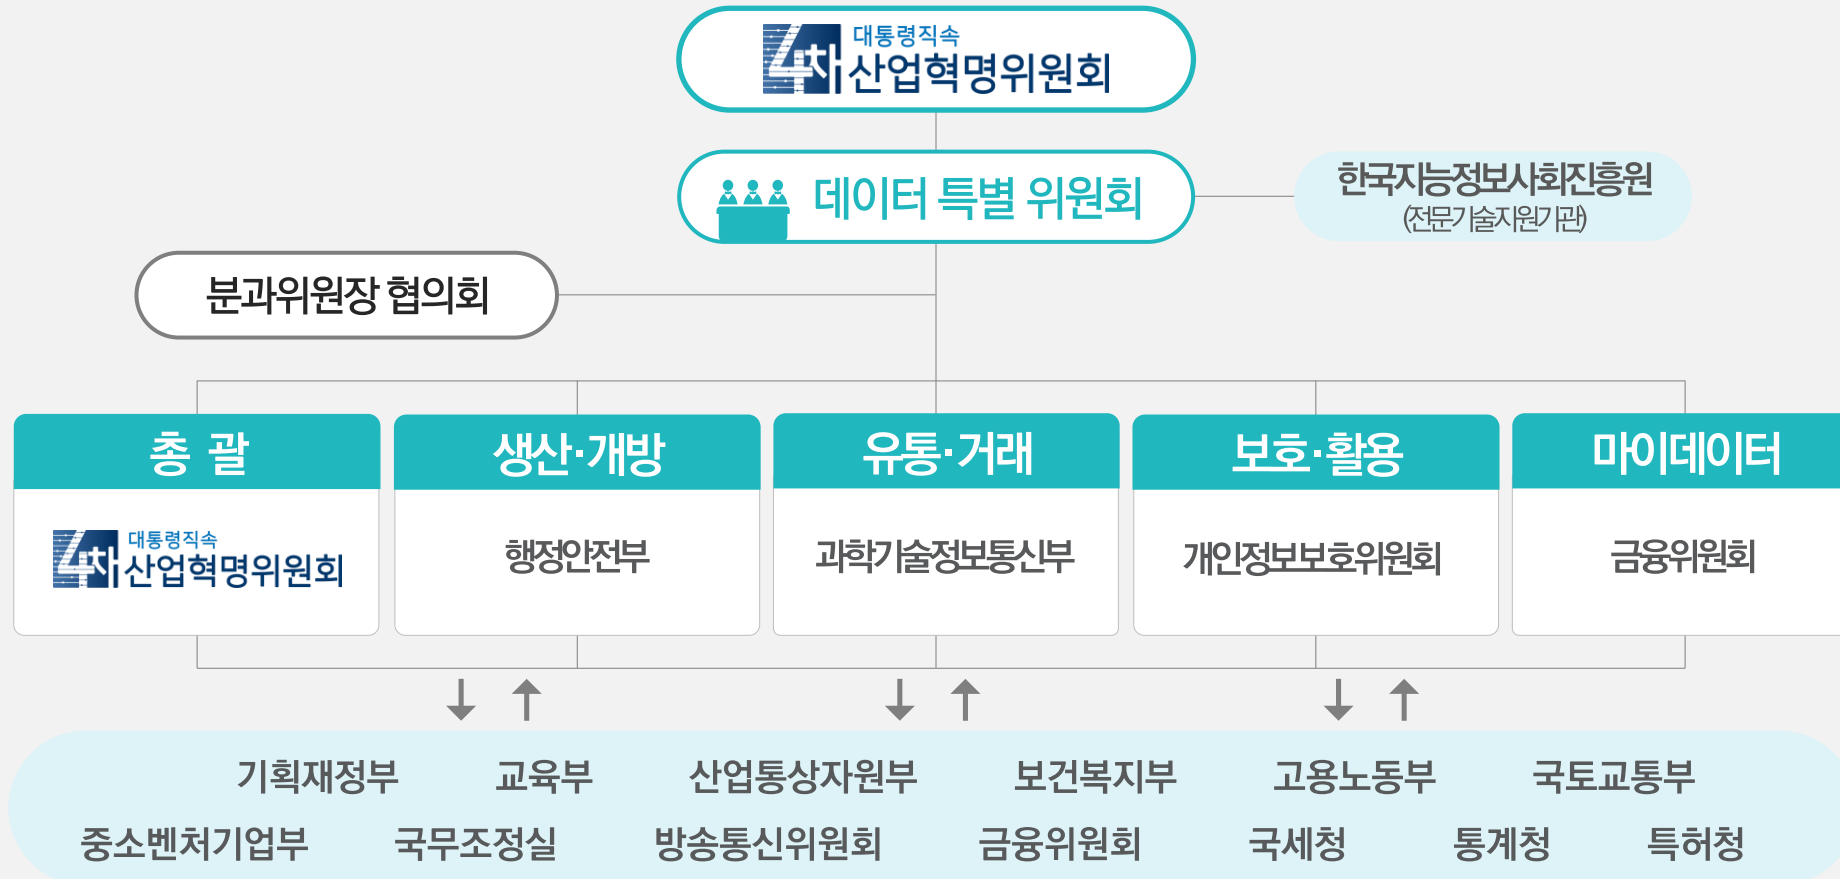 대통령직속
4차 산업혁명위원회
데이터 특별 위원회
한국지능정보사회진흥원
(전문기술지원기관)
분과위원장 협의회
총 괄
생산·개방
유통·거래
보호·활용
마이데이터
대통령직속
4차 산업혁명위원회
행정안전부
과학기술정보통신부
개인정보보호위원회
금융위원회
기획재정부 교육부 산업통상자원부 보건복지부 고용노동부 국토교통부
중소벤처기업부 국무조정실 방송통신위원회 금융위원회 국세청 통계청 특허청